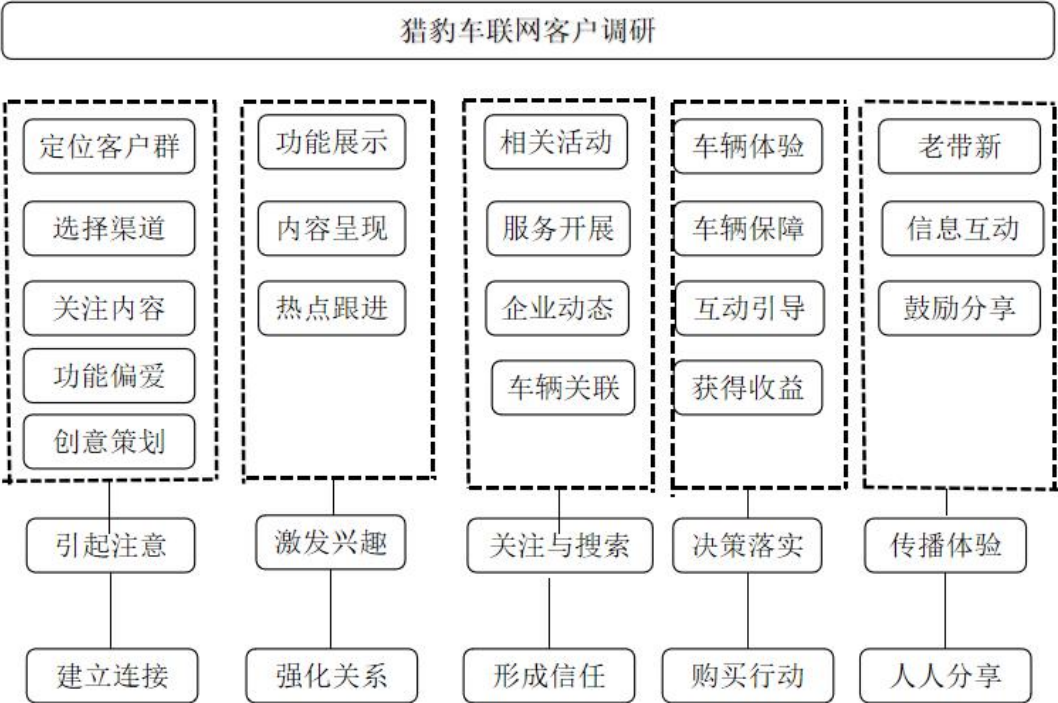 猎豹车联网客户调研
定位客户群
选择渠道
关注内容
功能偏爱
创意策划
引起注意
建立连接
功能展示
内容呈现
热点跟进
激发兴趣
强化关系
相关活动
服务开展
企业动态
车辆关联
关注与搜索
形成信任
车辆体验
车辆保障
互动引导
获得收益
决策落实
购买行动
老带新
信息互动
鼓励分享
传播体验
人人分享